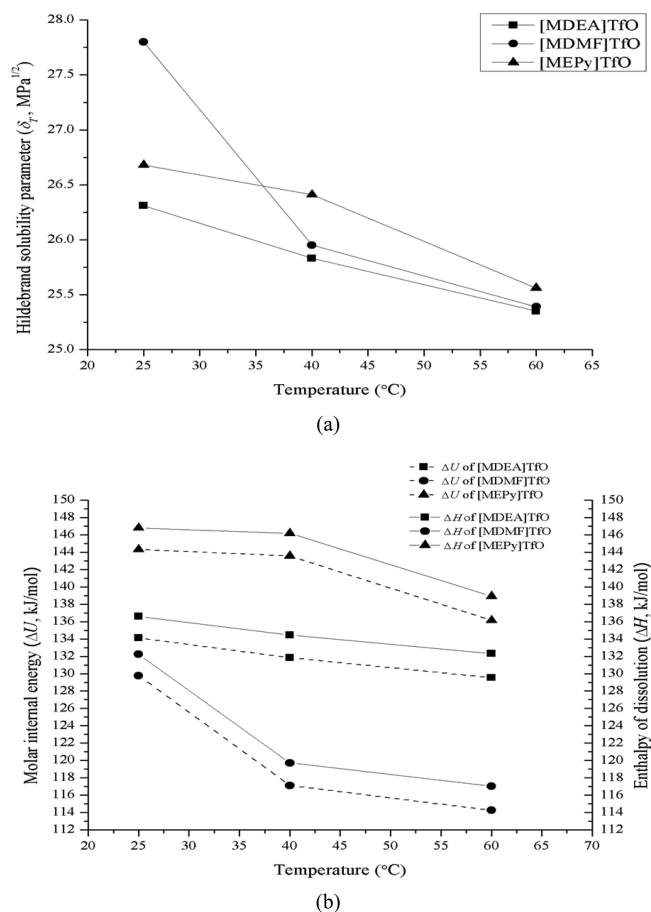 28.0
27.5
27.0
26.5
26.0
25.5
25.0
Hildebrand solubility parameter (δT, MPa1/2)
[MDEA]TfO
[MDMF]TfO
[MEPy]TfO
20 25 30 35 40 45 50 55 60 65
Temperature (°C)
(a)
ΔU of [MDEA]TfO
ΔU of [MDMF]TfO
ΔU of [MEPy]TfO
ΔH of [MDEA]TfO
ΔH of [MDMF]TfO
ΔH of [MEPy]TfO
150 150
148 148
146 146
144 144
142 142
140 140
138 138
136 136
134 134
132 132
130 130
128 128
126 126
124 124
122 122
120 120
118 118
116 116
114 114
112 112
Molar internal energy (ΔU, kJ/mol)
Enthalpy of dissolution (ΔH, kJ/mol)
20 25 30 35 40 45 50 55 60 65 70
Temperature (°C)
(b)